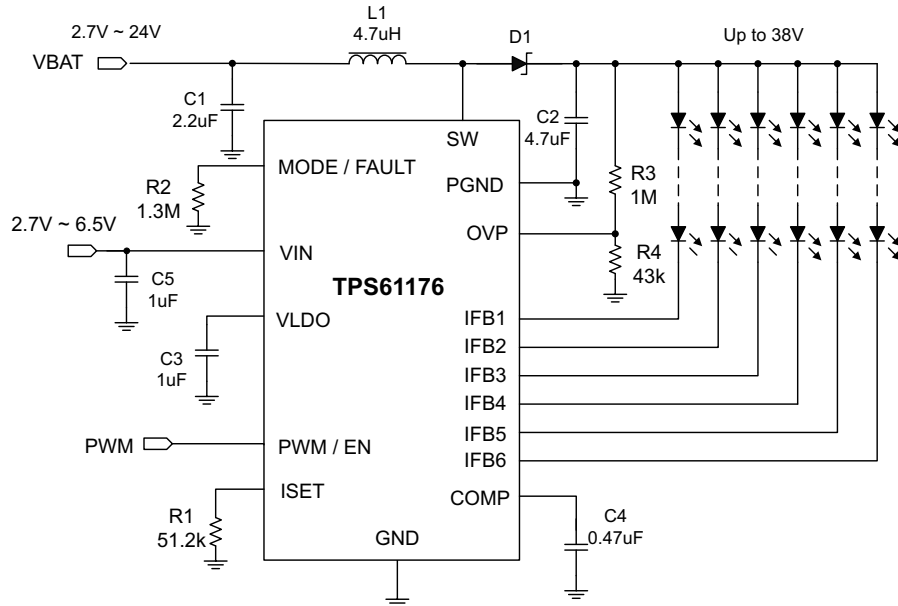 2.7V ~ 24V
VBAT
L1
4.7uH
D1
Up to 38V
C1
2.2uF
C2
4.7uF
SW
MODE / FAULT
R2
1.3M
PGND
R3
1M
2.7V ~ 6.5V
OVP
VIN
R4
43k
C5
1uF
TPS61176
VLDO
IFB1
IFB2
C3
1uF
IFB3
IFB4
IFB5
PWM
PWM / EN
IFB6
ISET
COMP
R1
51.2k
C4
0.47uF
GND